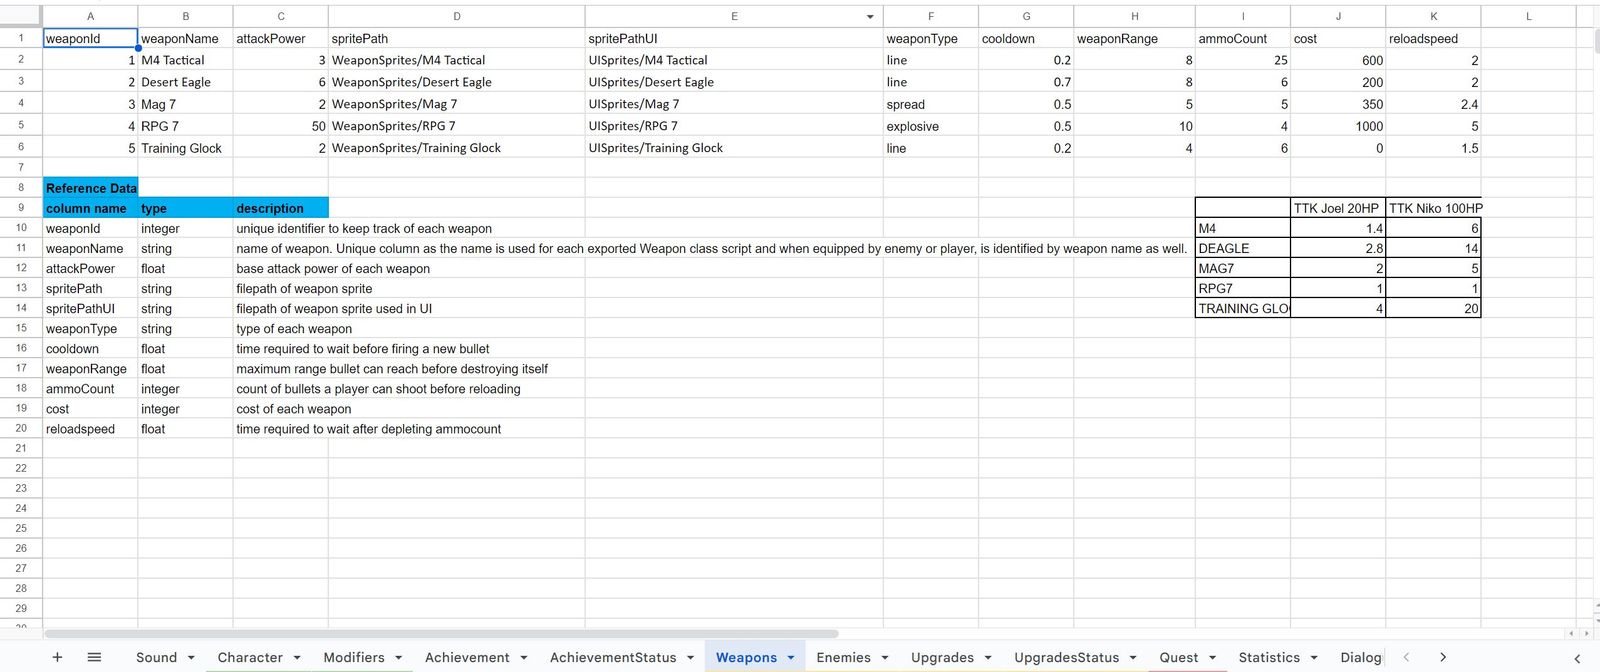 A B C D E F G H I J K L
1 weaponId weaponName attackPower spritePath spritePathUI weaponType cooldown weaponRange ammoCount cost reloadspeed
2 1 M4 Tactical 3 WeaponSprites/M4 Tactical UISprites/M4 Tactical line 0.2 8 25 600 2
3 2 Desert Eagle 6 WeaponSprites/Desert Eagle UISprites/Desert Eagle line 0.7 8 6 200 2
4 3 Mag 7 2 WeaponSprites/Mag 7 UISprites/Mag 7 spread 0.5 5 5 350 2.4
5 4 RPG 7 50 WeaponSprites/RPG 7 UISprites/RPG 7 explosive 0.5 10 4 1000 5
6 5 Training Glock 2 WeaponSprites/Training Glock UISprites/Training Glock line 0.2 4 6 0 1.5
7
8 Reference Data
9 column name type description TTK Joel 20HP TTK Niko 100HP
10 weaponId integer unique identifier to keep track of each weapon M4 1.4 6
11 weaponName string name of weapon. Unique column as the name is used for each exported Weapon class script and when equipped by enemy or player, is identified by weapon name as well. DEAGLE 2.8 14
12 attackPower float base attack power of each weapon MAG7 2 5
13 spritePath string filepath of weapon sprite RPG7 1 1
14 spritePathUI string filepath of weapon sprite used in UI TRAINING GLO 4 20
15 weaponType string type of each weapon
16 cooldown float time required to wait before firing a new bullet
17 weaponRange float maximum range bullet can reach before destroying itself
18 ammoCount integer count of bullets a player can shoot before reloading
19 cost integer cost of each weapon
20 reloadspeed float time required to wait after depleting ammocount
21
22
23
24
25
26
27
28
29
Sound Character Modifiers Achievement AchievementStatus Weapons Enemies Upgrades UpgradesStatus Quest Statistics Dialog